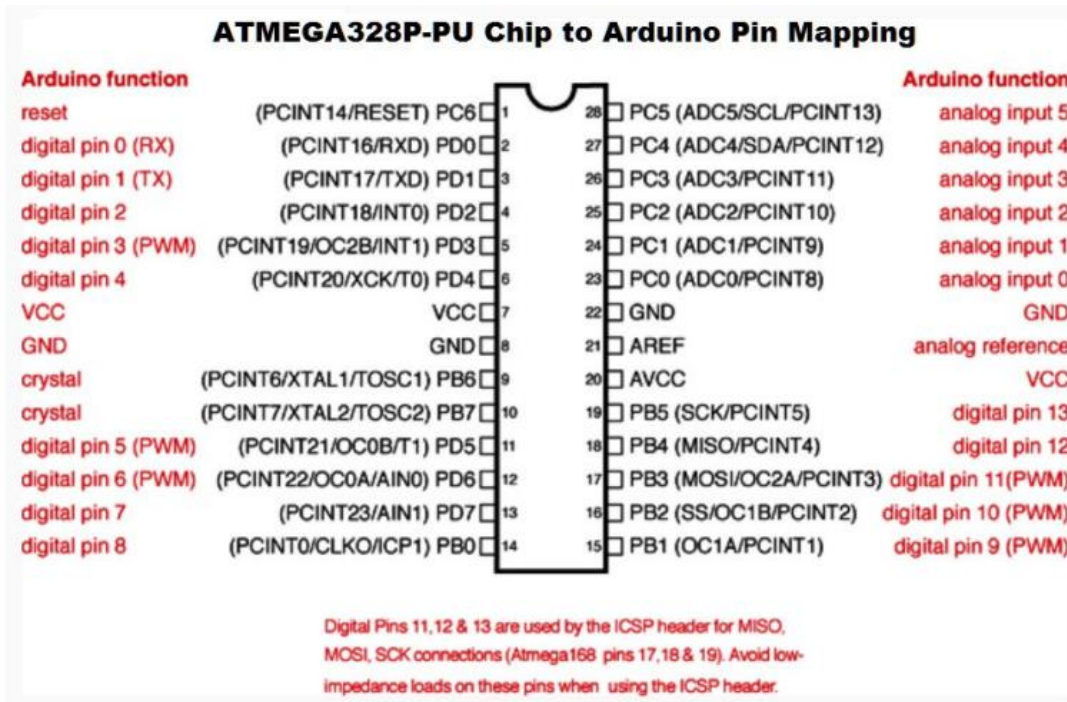 ATMEGA328P-PU Chip to Arduino Pin Mapping
Arduino function Arduino function
reset (PCINT14/RESET) PC6 1 28 PC5 (ADC5/SCL/PCINT13) analog input 5
digital pin 0 (RX) (PCINT16/RXD) PD0 2 27 PC4 (ADC4/SDA/PCINT12) analog input 4
digital pin 1 (TX) (PCINT17/TXD) PD1 3 26 PC3 (ADC3/PCINT11) analog input 3
digital pin 2 (PCINT18/INT0) PD2 4 25 PC2 (ADC2/PCINT10) analog input 2
digital pin 3 (PWM) (PCINT19/OC2B/INT1) PD3 5 24 PC1 (ADC1/PCINT9) analog input 1
digital pin 4 (PCINT20/XCK/T0) PD4 6 23 PC0 (ADC0/PCINT8) analog input 0
VCC VCC 7 22 GND GND
GND GND 8 21 AREF analog reference
crystal (PCINT6/XTAL1/TOSC1) PB6 9 20 AVCC VCC
crystal (PCINT7/XTAL2/TOSC2) PB7 10 19 PB5 (SCK/PCINT5) digital pin 13
digital pin 5 (PWM) (PCINT21/OC0B/T1) PD5 11 18 PB4 (MISO/PCINT4) digital pin 12
digital pin 6 (PWM) (PCINT22/OC0A/AIN0) PD6 12 17 PB3 (MOSI/OC2A/PCINT3) digital pin 11(PWM)
digital pin 7 (PCINT23/AIN1) PD7 13 16 PB2 (SS/OC1B/PCINT2) digital pin 10 (PWM)
digital pin 8 (PCINT0/CLKO/ICP1) PB0 14 15 PB1 (OC1A/PCINT1) digital pin 9 (PWM)
Digital Pins 11,12 & 13 are used by the ICSP header for MISO,
MOSI, SCK connections (Atmega168 pins 17,18 & 19). Avoid low-
impedance loads on these pins when using the ICSP header.